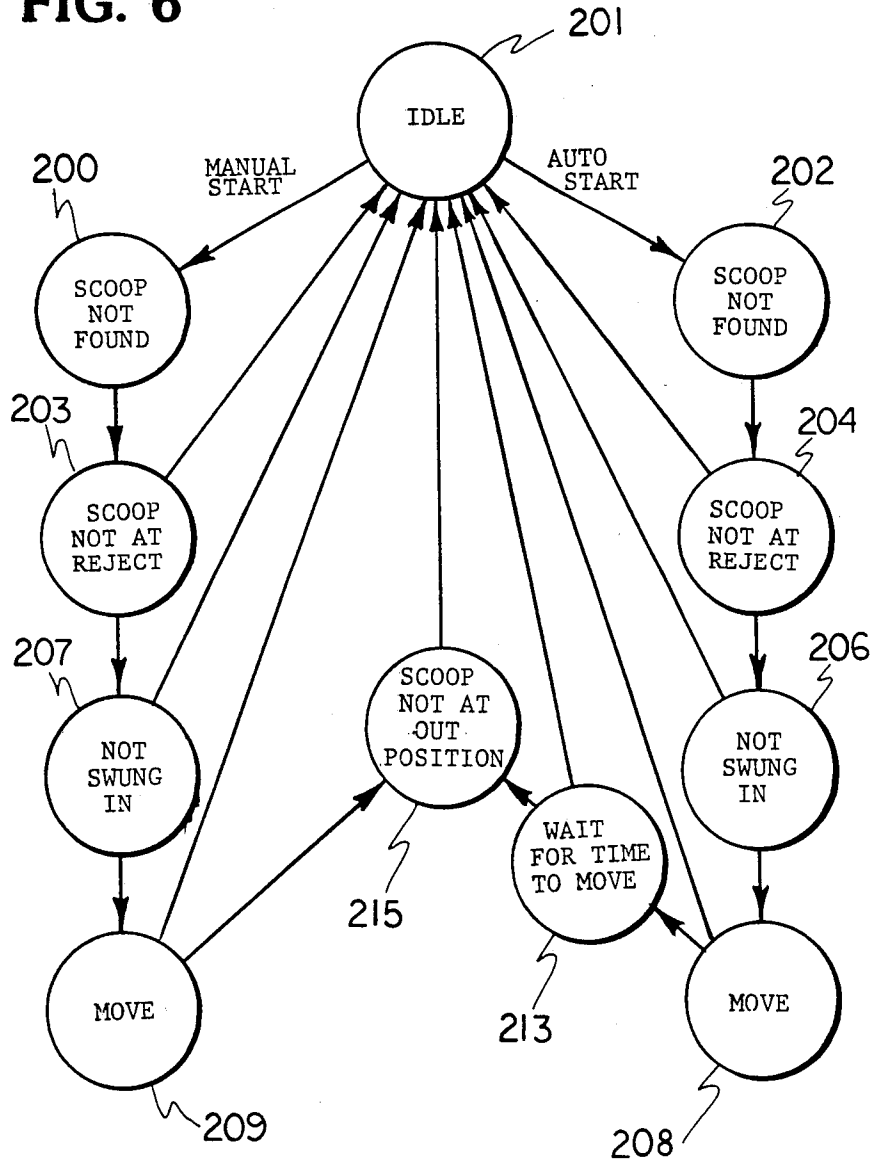 FIG. 6
201
IDLE
MANUAL
START
AUTO
START
200
202
SCOOP
NOT
FOUND
SCOOP
NOT
FOUND
203
204
SCOOP
NOT AT
REJECT
SCOOP
NOT AT
REJECT
207
206
SCOOP
NOT AT
OUT
POSITION
NOT
SWUNG
IN
NOT
SWUNG
IN
WAIT
FOR TIME
TO MOVE
215
213
MOVE
MOVE
209
208